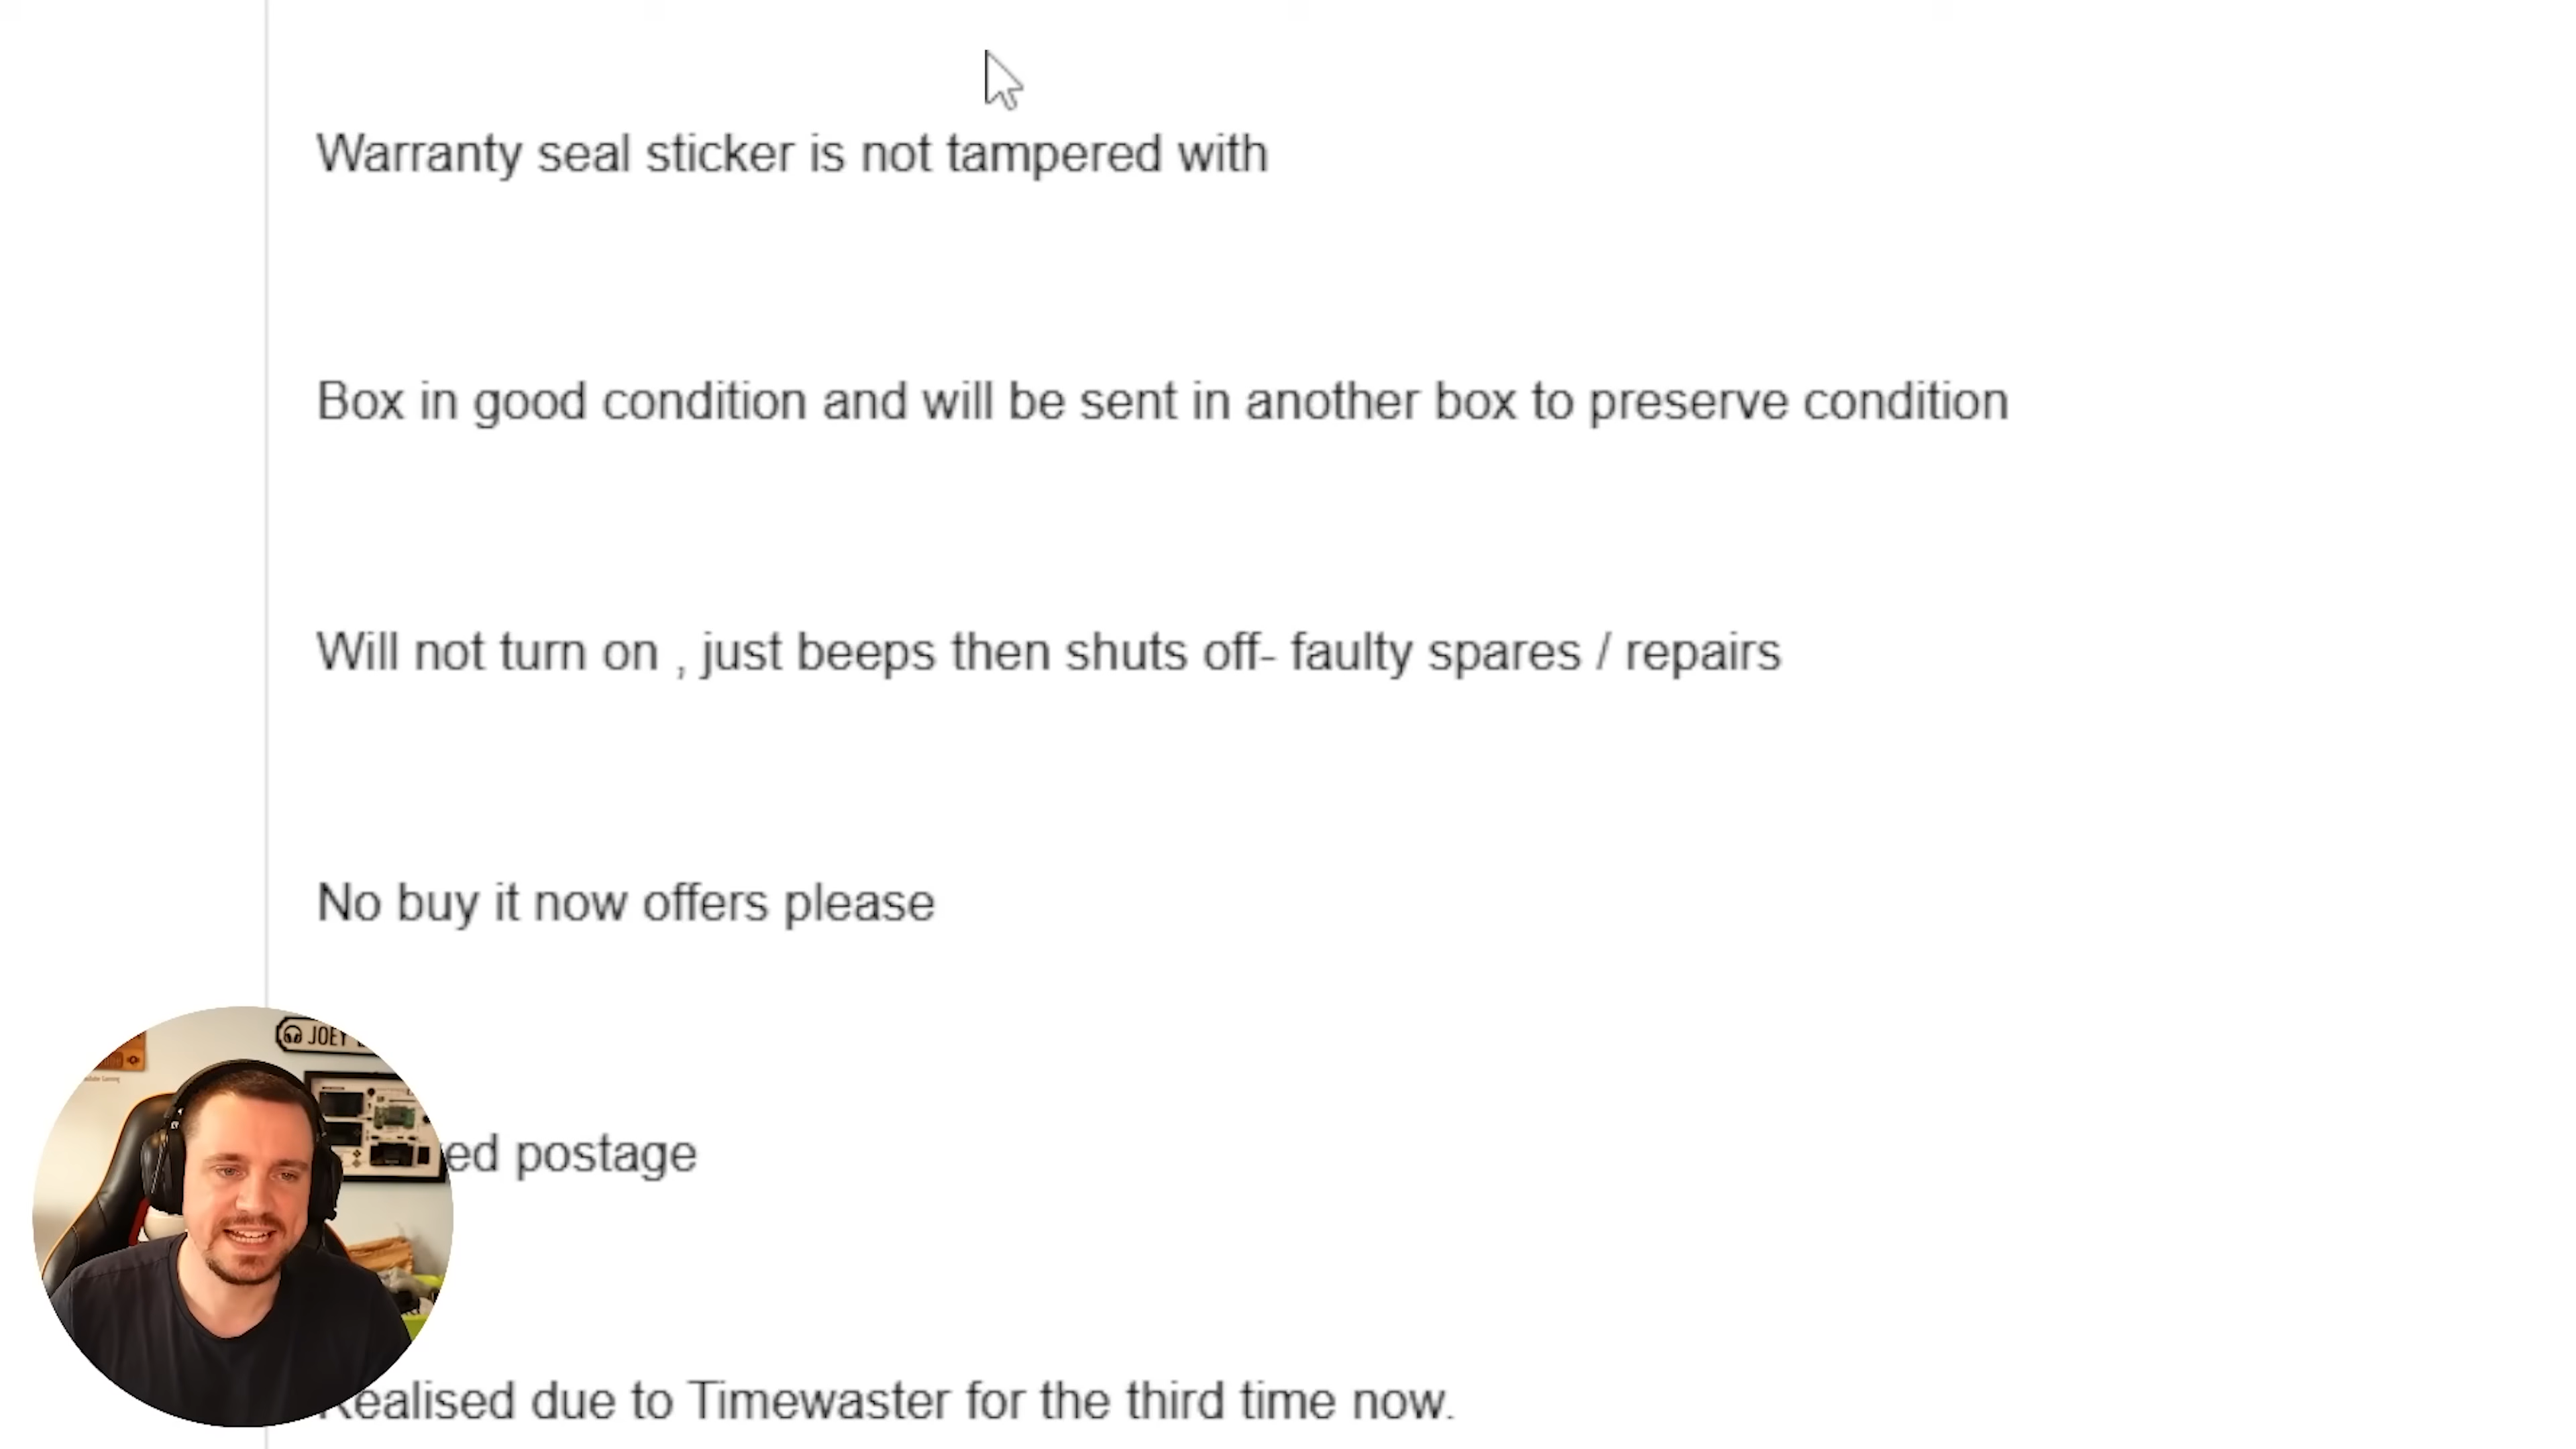 Warranty seal sticker is not tampered with
Box in good condition and will be sent in another box to preserve condition
Will not turn on , just beeps then shuts off- faulty spares / repairs
No buy it now offers please
JOEY
postage
due to Timewaster for the third time now.